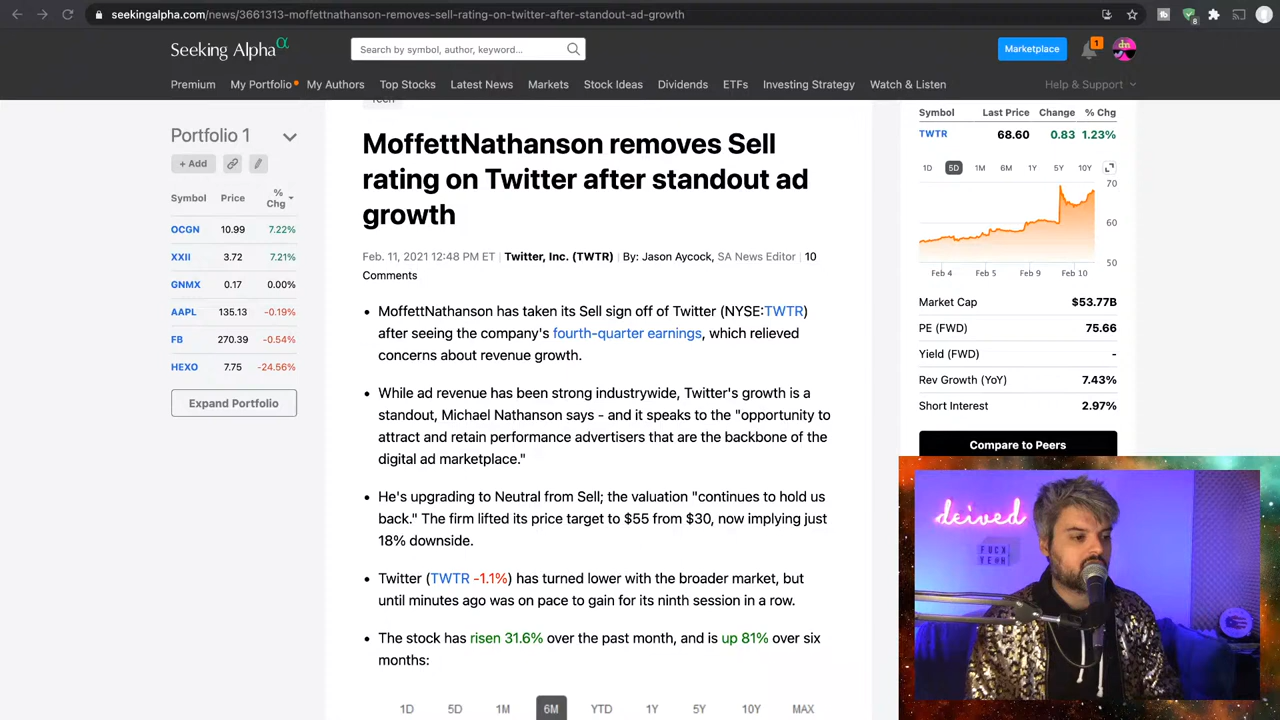 seekingalpha.com/news/3661313-moffettnathanson-removes-sell-rating-on-twitter-after-standout-ad-growth
6
Seeking Alpha α
Search by symbol, author, keyword...
Marketplace
1
dn
Premium My Portfolio My Authors Top Stocks Latest News Markets Stock Ideas Dividends ETFs Investing Strategy Watch & Listen Help & Support
Portfolio 1
+ Add
Symbol Price % Chg
OCGN 10.99 7.22%
XXII 3.72 7.21%
GNMX 0.17 0.00%
AAPL 135.13 -0.19%
FB 270.39 -0.54%
HEXO 7.75 -24.56%
Expand Portfolio
Tech
MoffettNathanson removes Sell
rating on Twitter after standout ad
growth
Feb. 11, 2021 12:48 PM ET | Twitter, Inc. (TWTR) | By: Jason Aycock, SA News Editor | 10
Comments
• MoffettNathanson has taken its Sell sign off of Twitter (NYSE:TWTR)
after seeing the company's fourth-quarter earnings, which relieved
concerns about revenue growth.
• While ad revenue has been strong industrywide, Twitter's growth is a
standout, Michael Nathanson says - and it speaks to the "opportunity to
attract and retain performance advertisers that are the backbone of the
digital ad marketplace."
• He's upgrading to Neutral from Sell; the valuation "continues to hold us
back." The firm lifted its price target to $55 from $30, now implying just
18% downside.
• Twitter (TWTR -1.1%) has turned lower with the broader market, but
until minutes ago was on pace to gain for its ninth session in a row.
• The stock has risen 31.6% over the past month, and is up 81% over six
months:
1D 5D 1M 6M YTD 1Y 5Y 10Y MAX
Symbol Last Price Change % Chg
TWTR 68.60 0.83 1.23%
1D 5D 1M 6M 1Y 5Y 10Y
70
60
50
Feb 4 Feb 5 Feb 9 Feb 10
Market Cap $53.77B
PE (FWD) 75.66
Yield (FWD) -
Rev Growth (YoY) 7.43%
Short Interest 2.97%
Compare to Peers
deived
FUCK
YEAH